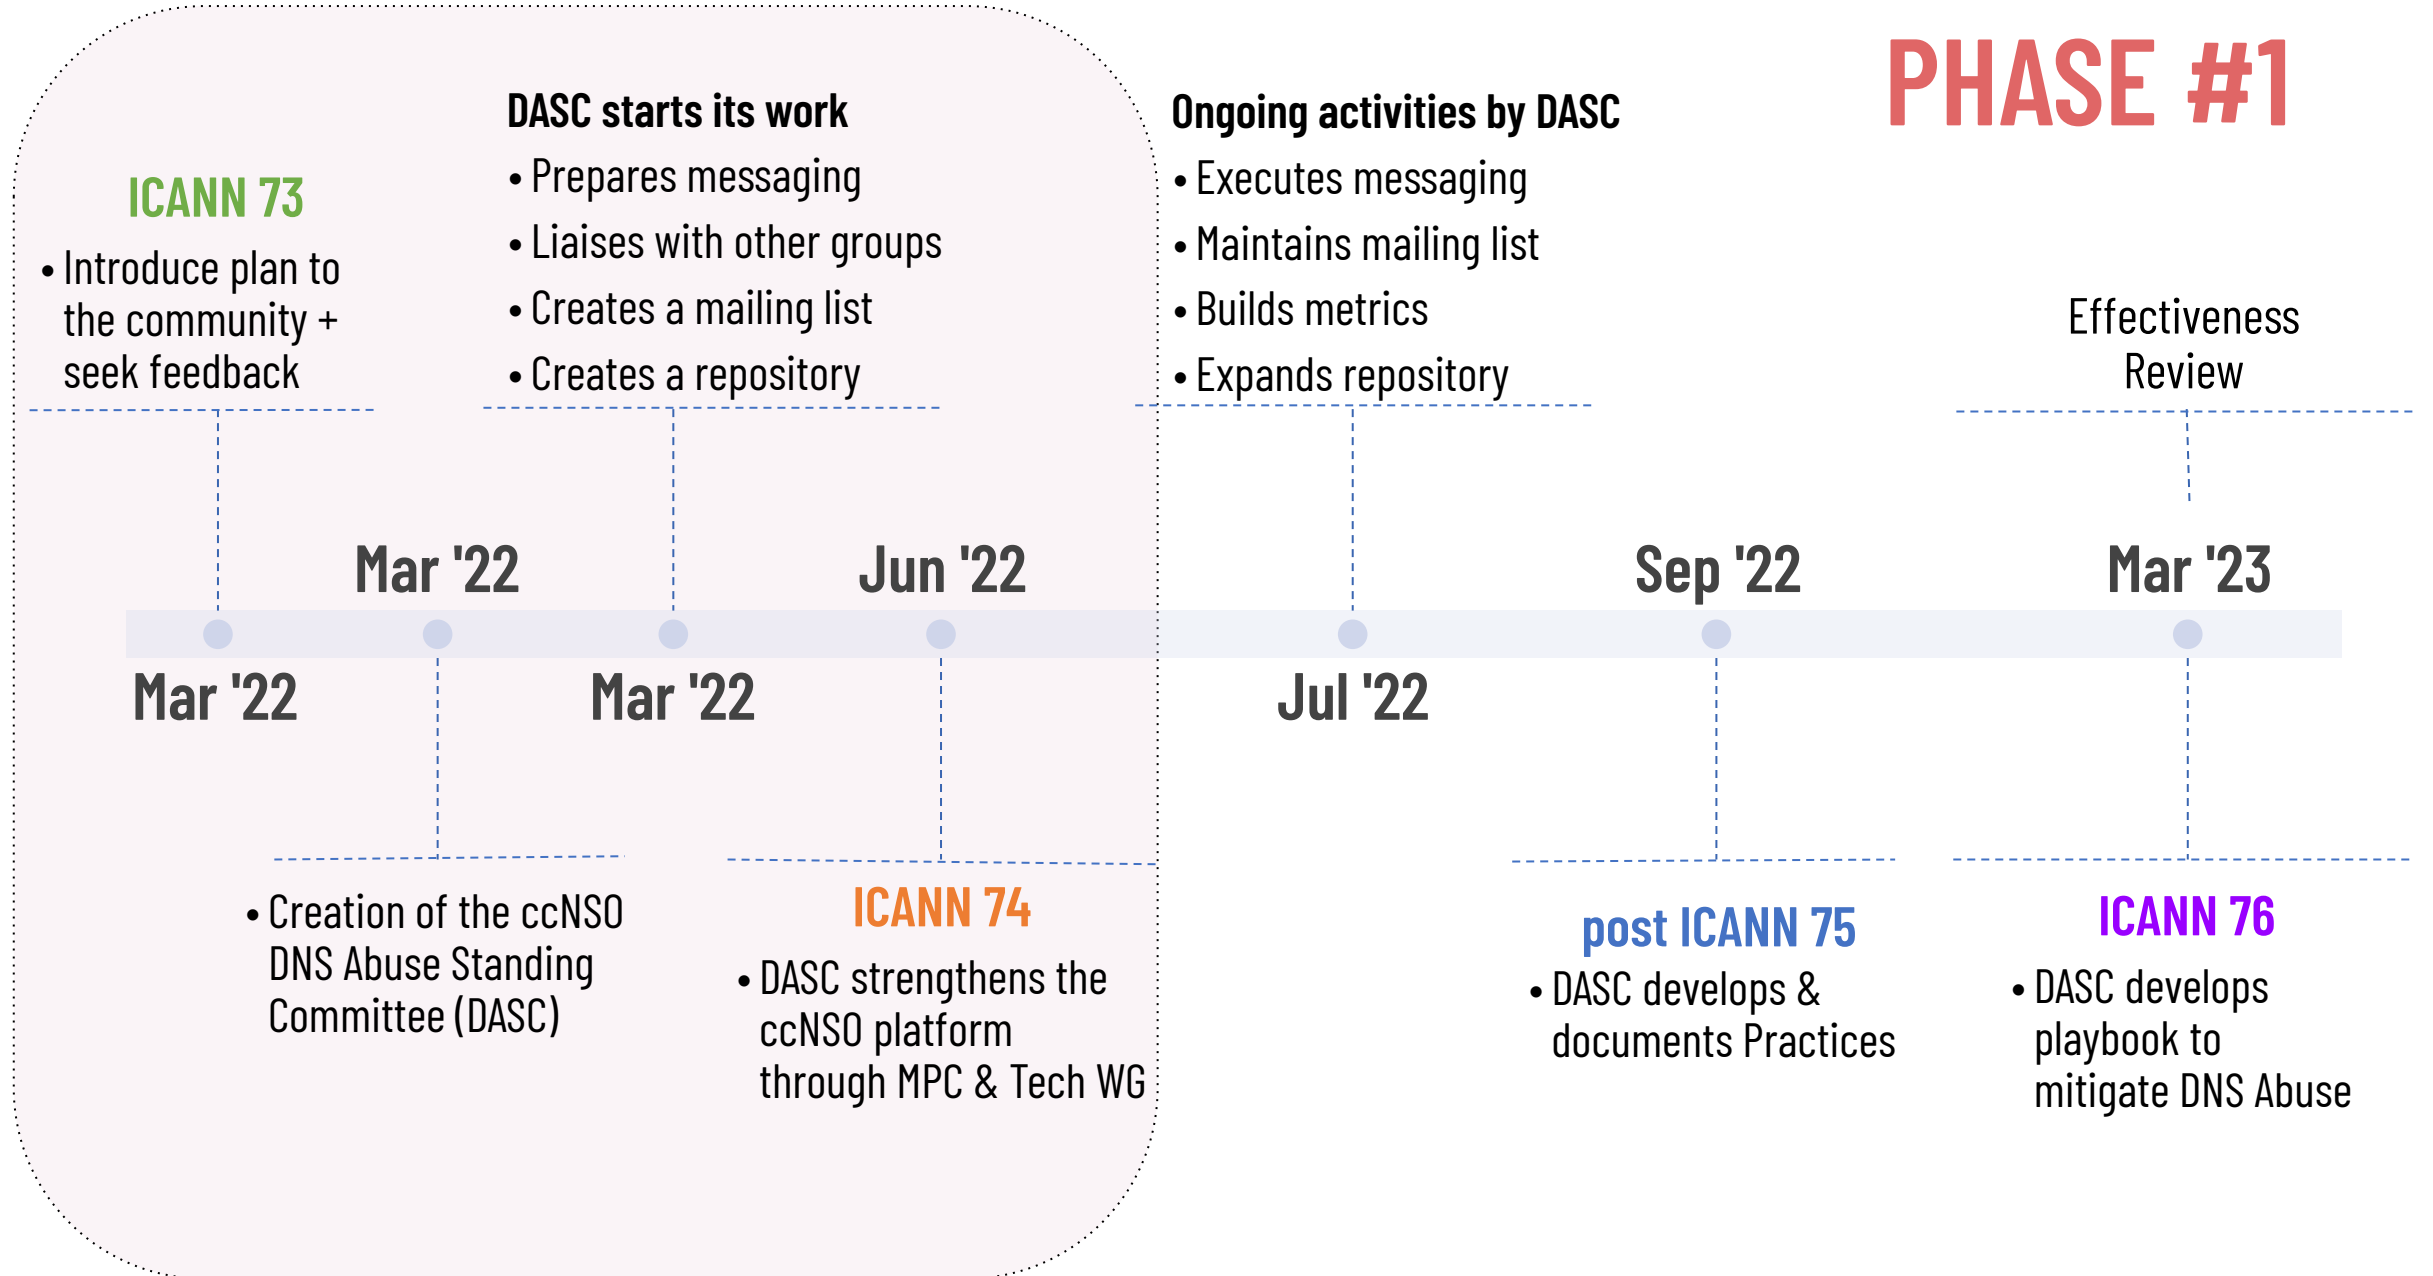 PHASE #1
ICANN 73
• Introduce plan to
the community +
seek feedback
DASC starts its work
• Prepares messaging
• Liaises with other groups
• Creates a mailing list
• Creates a repository
Ongoing activities by DASC
• Executes messaging
• Maintains mailing list
• Builds metrics
• Expands repository
Effectiveness
Review
Mar '22
Jun '22
Sep '22
Mar '23
Mar '22
Mar '22
Jul '22
• Creation of the ccNSO
DNS Abuse Standing
Committee (DASC)
ICANN 74
• DASC strengthens the
ccNSO platform
through MPC & Tech WG
post ICANN 75
• DASC develops &
documents Practices
ICANN 76
• DASC develops
playbook to
mitigate DNS Abuse